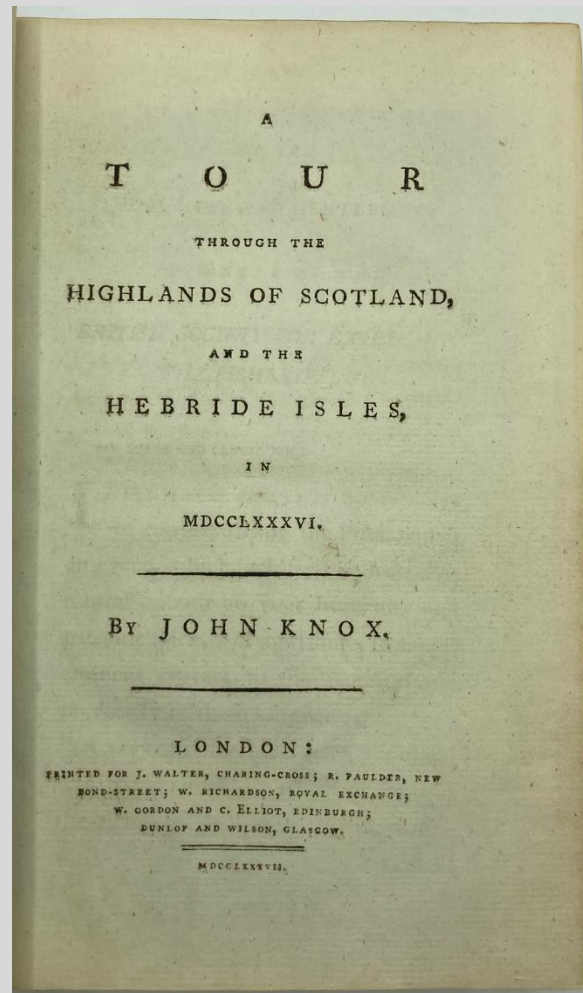 A
TOUR
THROUGH THE
HIGHLANDS OF SCOTLAND,
AND THE
HEBRIDE ISLES,
IN
MDCCLXXXVI.
BY JOHN KNOX.
LONDON:
PRINTED FOR J. WALTER, CHARING-CROSS; R. FAULDER, NEW
BOND-STREET; W. RICHARDSON, ROYAL EXCHANGE;
W. GORDON AND C. ELLIOT, EDINBURGH;
DUNLOP AND WILSON, GLASGOW.
MDCCLXXXVII.